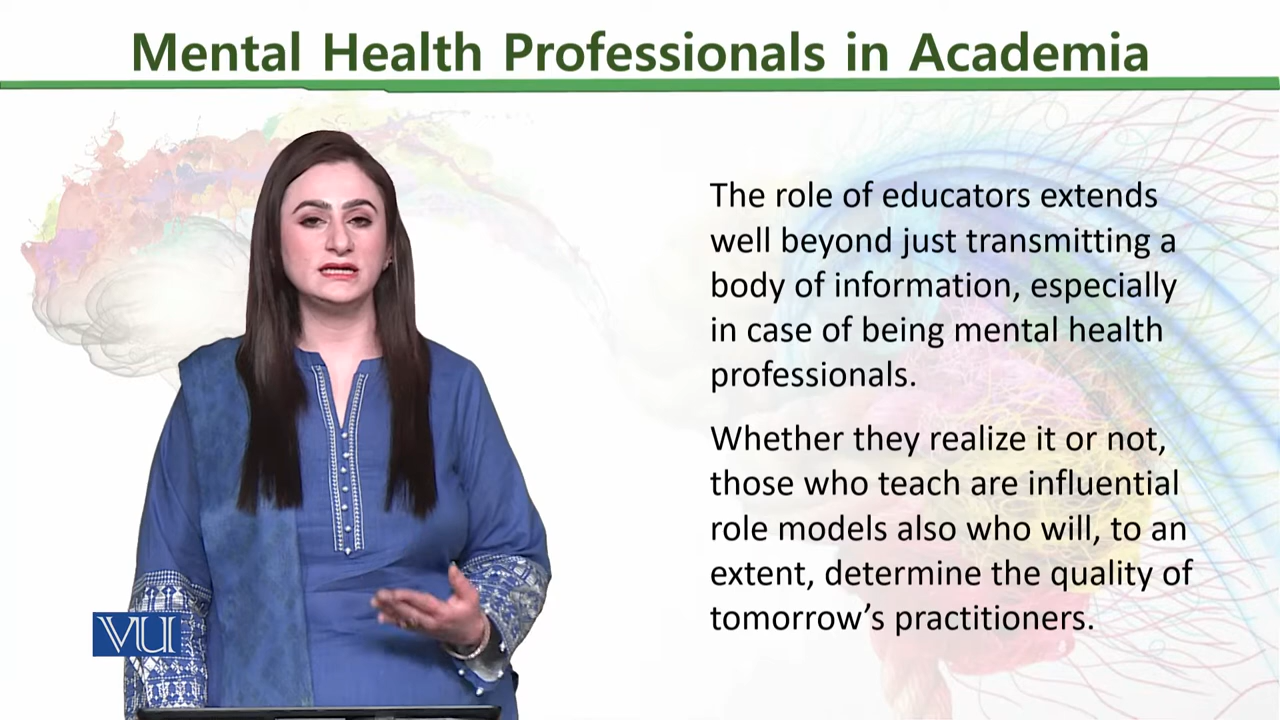 Mental Health Professionals in Academia
The role of educators extends
well beyond just transmitting a
body of information, especially
in case of being mental health
professionals.
Whether they realize it or not,
those who teach are influential
role models also who will, to an
extent, determine the quality of
tomorrow’s practitioners.
VU